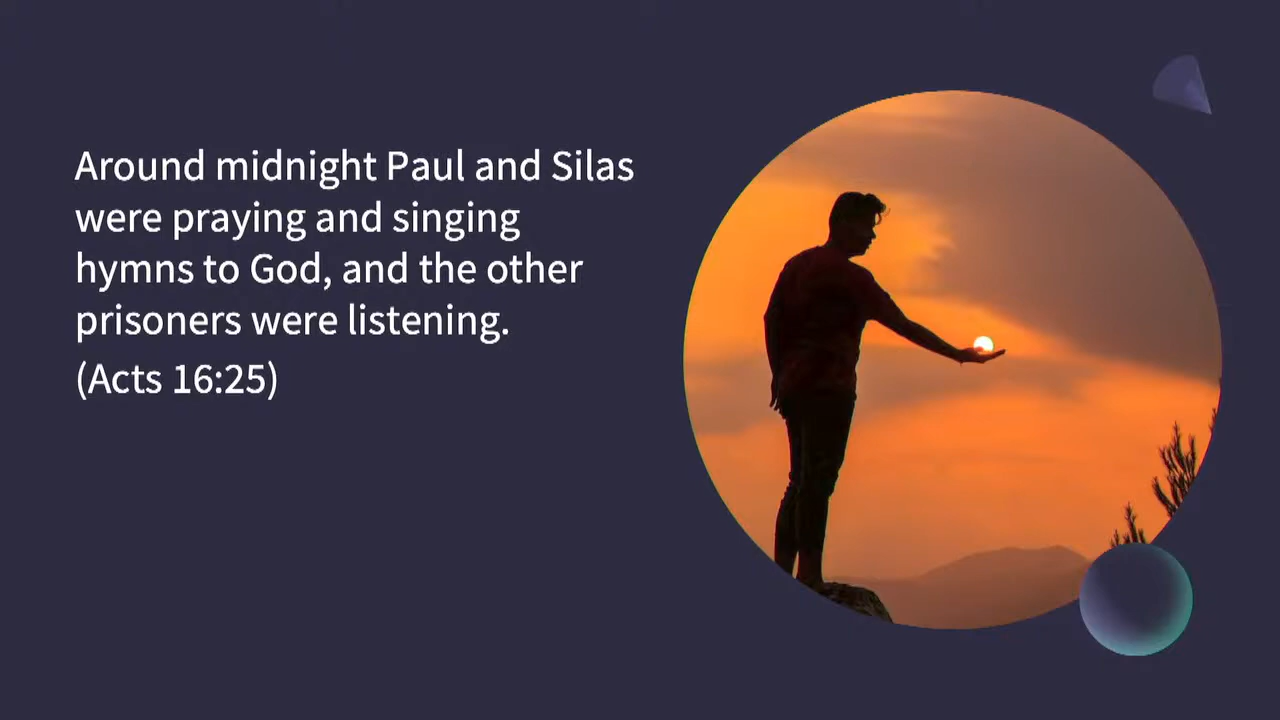 Around midnight Paul and Silas
were praying and singing
hymns to God, and the other
prisoners were listening.
(Acts 16:25)